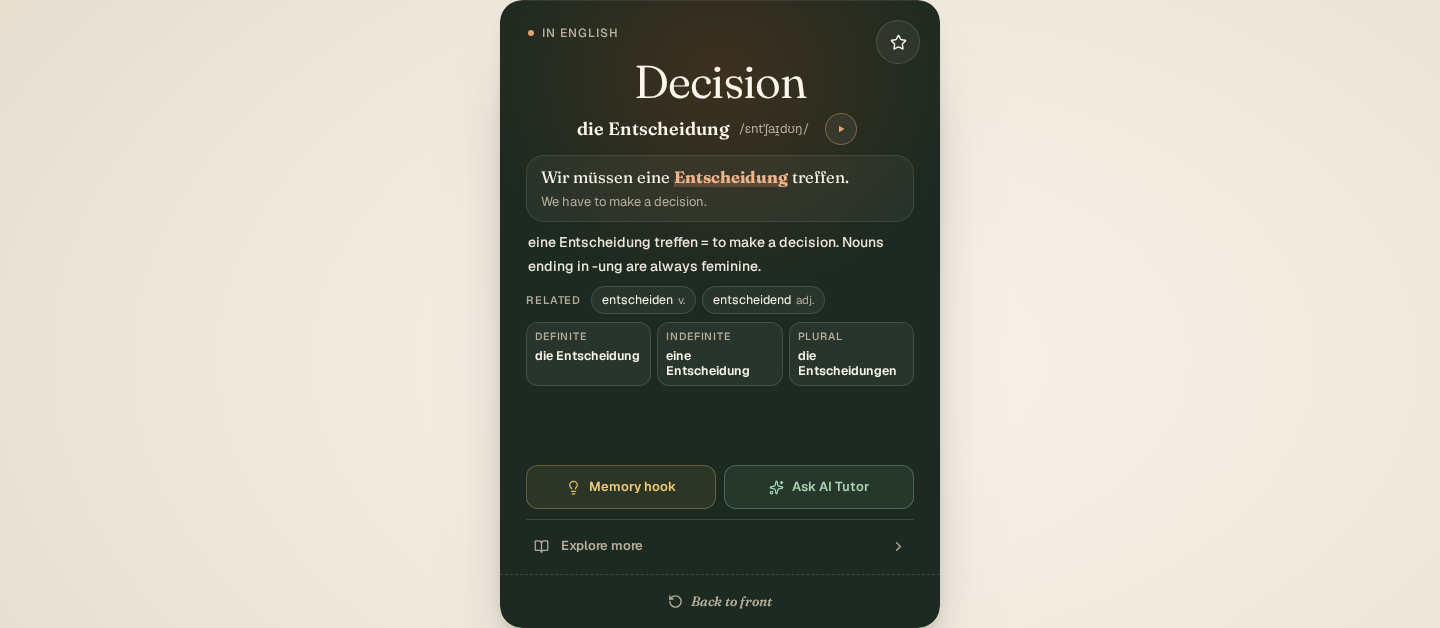 IN ENGLISH
Decision
die Entscheidung /ɛntˈʃaɪ̯dʊŋ/
Wir müssen eine Entscheidung treffen.
We have to make a decision.
eine Entscheidung treffen = to make a decision. Nouns
ending in -ung are always feminine.
RELATED entscheiden v. entscheidend adj.
DEFINITE
die Entscheidung
INDEFINITE
eine
Entscheidung
PLURAL
die
Entscheidungen
Memory hook
Ask AI Tutor
Explore more
Back to front